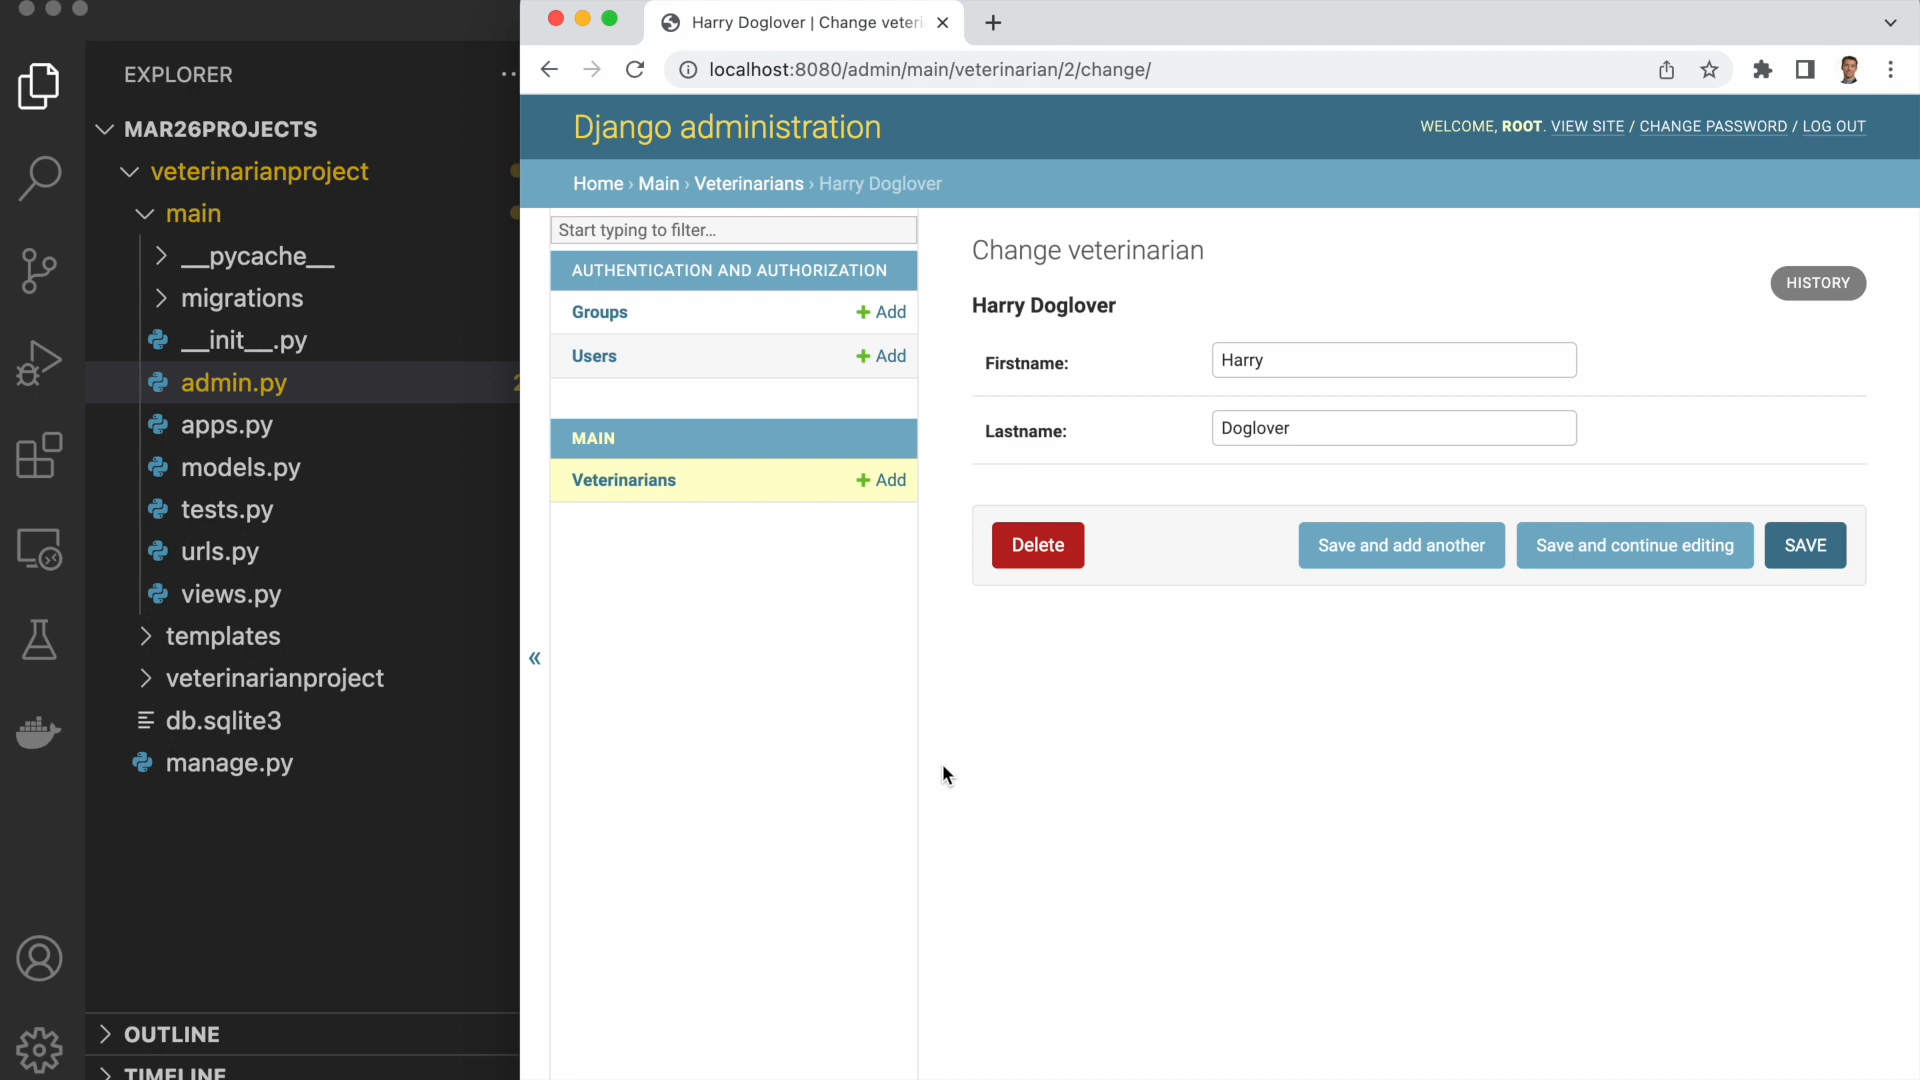 EXPLORER
MAR26PROJECTS
veterinarianproject
main
__pycache__
migrations
__init__.py
admin.py
2
apps.py
models.py
tests.py
urls.py
views.py
templates
veterinarianproject
db.sqlite3
manage.py
OUTLINE
TIMELINE
Harry Doglover | Change veteri
localhost:8080/admin/main/veterinarian/2/change/
Django administration
WELCOME, ROOT. VIEW SITE / CHANGE PASSWORD / LOG OUT
Home › Main › Veterinarians › Harry Doglover
Start typing to filter...
AUTHENTICATION AND AUTHORIZATION
Groups + Add
Users + Add
MAIN
Veterinarians + Add
«
Change veterinarian
HISTORY
Harry Doglover
Firstname: Harry
Lastname: Doglover
Delete Save and add another Save and continue editing SAVE